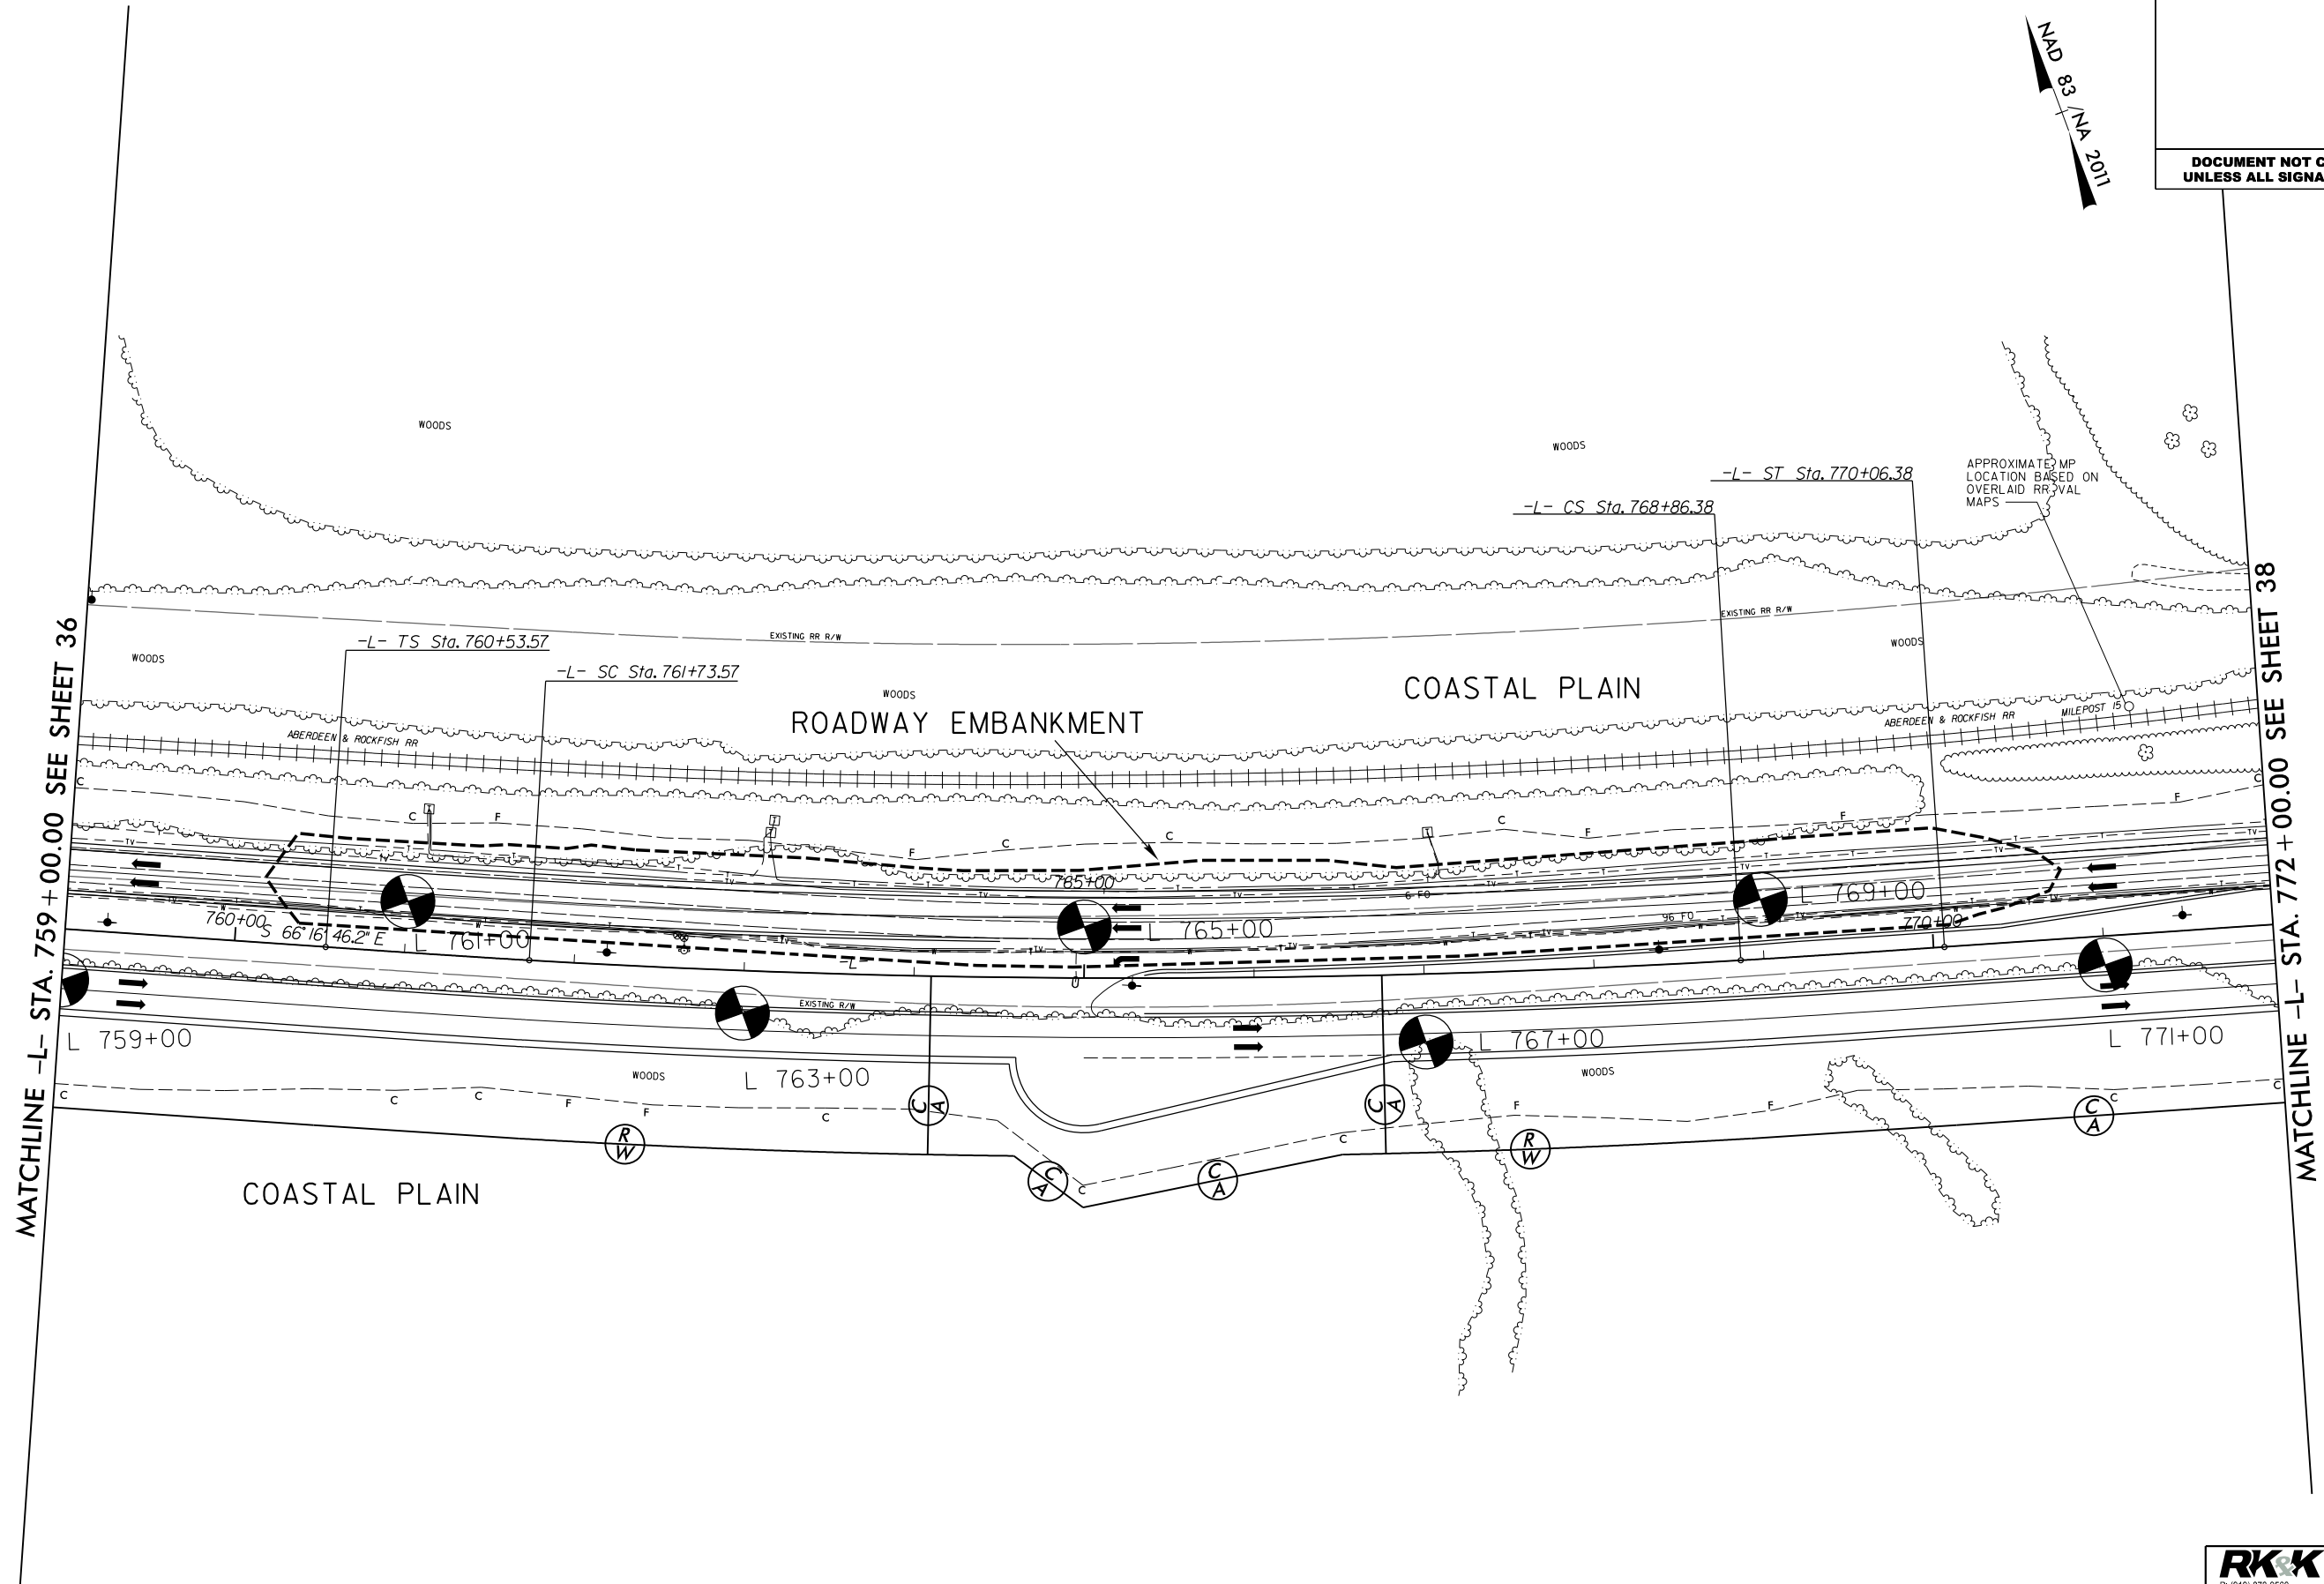 NAD 83 /NA 2011
DOCUMENT NOT C
UNLESS ALL SIGNA
WOODS
WOODS
-L- ST Sta. 770+06.38
APPROXIMATE MP
LOCATION BASED ON
OVERLAID RR VAL
MAPS
-L- CS Sta. 768+86.38
MATCHLINE -L- STA. 759+00.00 SEE SHEET 36
MATCHLINE -L- STA. 772+00.00 SEE SHEET 38
EXISTING RR R/W
EXISTING RR R/W
-L- TS Sta. 760+53.57
WOODS
WOODS
-L- SC Sta. 761+73.57
WOODS
COASTAL PLAIN
ROADWAY EMBANKMENT
ABERDEEN & ROCKFISH RR
ABERDEEN & ROCKFISH RR
MILEPOST 15
C
C
F
F
C
F
C
C
F
C
F
F
C
765+00
6 FO
L 769+00
96 FO
770+00
760+00
S 66°16'46.2" E
L 761+00
L 765+00
-L-
EXISTING R/W
L 759+00
L 767+00
L 771+00
WOODS
L 763+00
WOODS
C
C
C
F
F
C
C
A
C
A
F
F
C
C
C
A
R
W
R
W
C
C
A
C
C
A
COASTAL PLAIN
RK&K